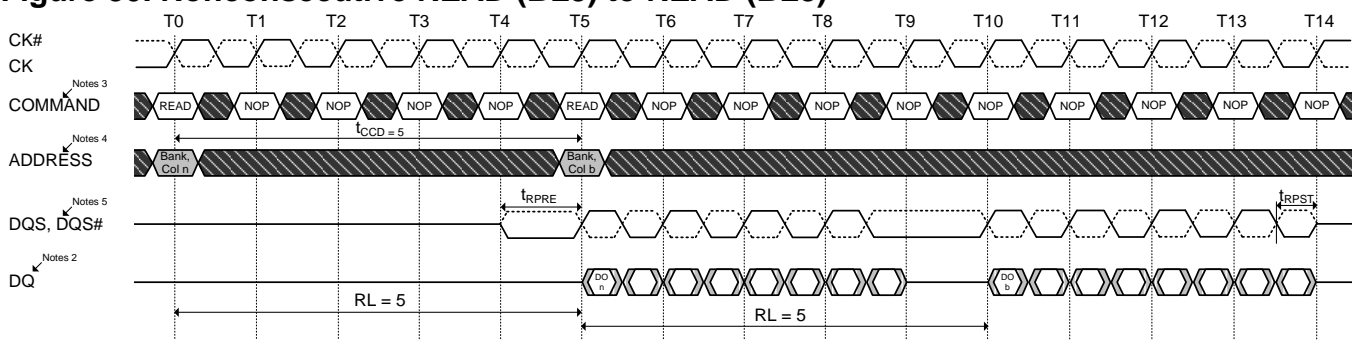 Figure Nonconsecutive READ (BL8) to READ (BL8)
T0 T1 T2 T3 T4 T5 T6 T7 T8 T9 T10 T11 T12 T13 T14
CK#
CK
Notes 3
COMMAND READ NOP NOP NOP NOP READ NOP NOP NOP NOP NOP NOP NOP NOP NOP
tCCD = 5
Notes 4
ADDRESS
Bank, Col n
Bank, Col b
Notes 5
DQS, DQS#
tRPRE
tRPST
Notes 2
DQ
DO n
DO b
RL = 5
RL = 5